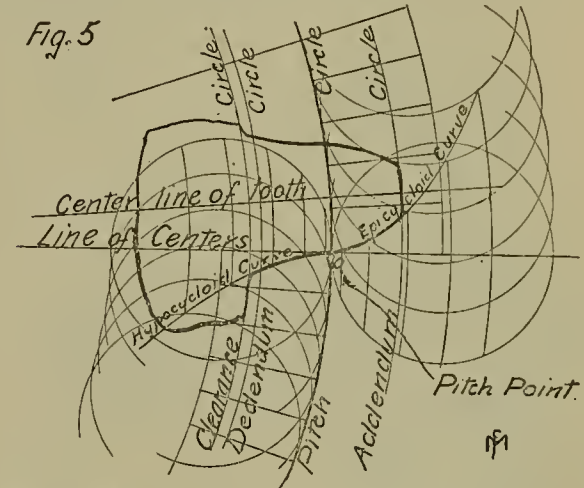 Fig. 5
Circle
Circle
Circle
Circle
Center line of Tooth
Line of Centers
Epicycloid Curve
Hypocycloid Curve
Clearance
Dedendum
Pitch
Addendum
Pitch Point.